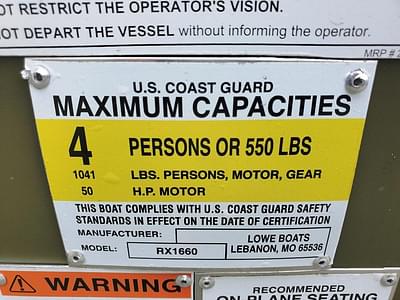 NOT RESTRICT THE OPERATOR'S VISION.
NOT DEPART THE VESSEL without informing the operator.
MRP #
U.S. COAST GUARD
MAXIMUM CAPACITIES
4 PERSONS OR 550 LBS
1041 LBS. PERSONS, MOTOR, GEAR
50 H.P. MOTOR
THIS BOAT COMPLIES WITH U.S. COAST GUARD SAFETY
STANDARDS IN EFFECT ON THE DATE OF CERTIFICATION
MANUFACTURER: LOWE BOATS
MODEL: RX1660 LEBANON, MO 65536
WARNING
RECOMMENDED
ON-PLANE SEATING